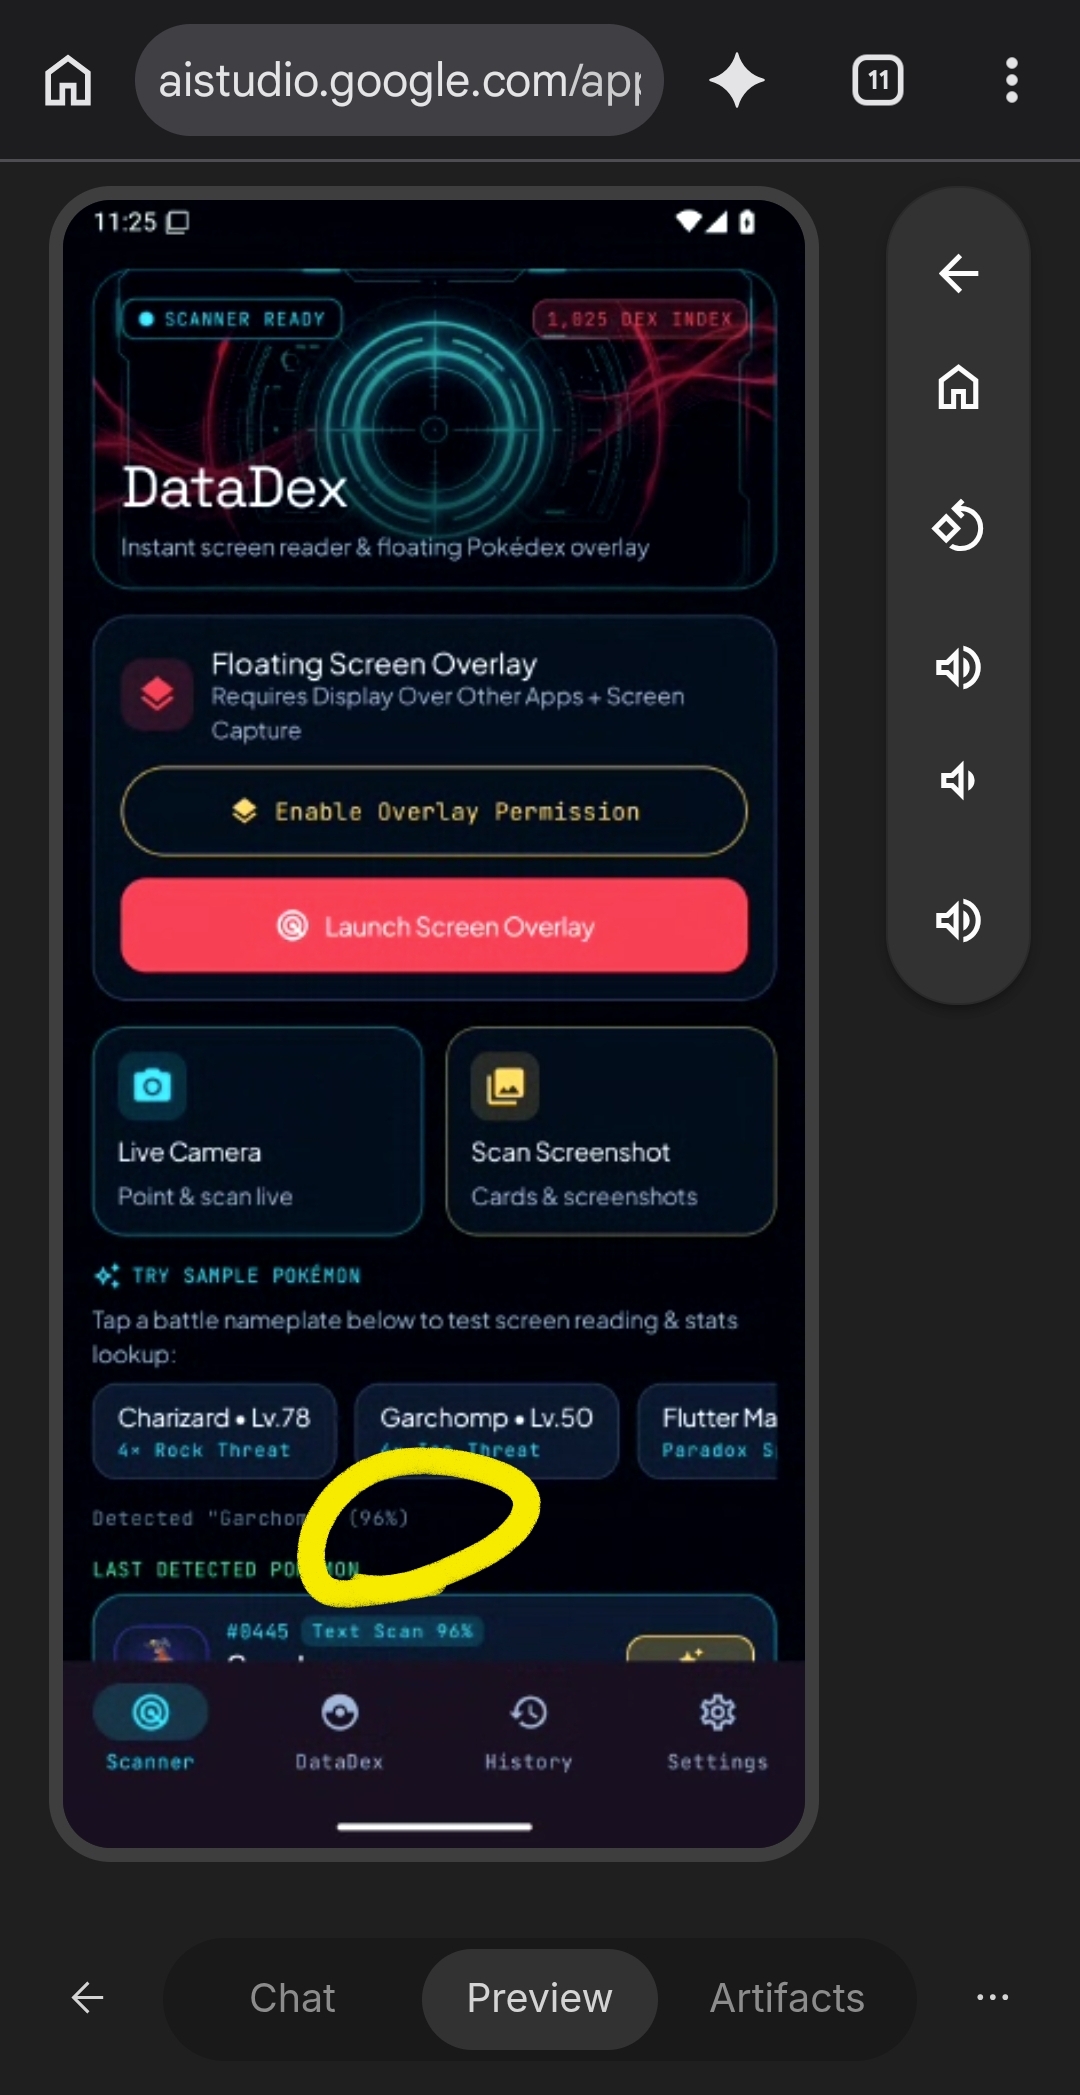 aistudio.google.com/app
11
11:25
SCANNER READY
1,025 DEX INDEX
DataDex
Instant screen reader & floating Pokédex overlay
Floating Screen Overlay
Requires Display Over Other Apps + Screen
Capture
Enable Overlay Permission
Launch Screen Overlay
Live Camera
Point & scan live
Scan Screenshot
Cards & screenshots
TRY SAMPLE POKÉMON
Tap a battle nameplate below to test screen reading & stats
lookup:
Charizard • Lv.78
4× Rock Threat
Garchomp • Lv.50
4× Ice Threat
Flutter Ma
Paradox S
Detected "Garchom (96%)
LAST DETECTED POKÉMON
#0445
Text Scan 96%
Scanner
DataDex
History
Settings
Chat
Preview
Artifacts